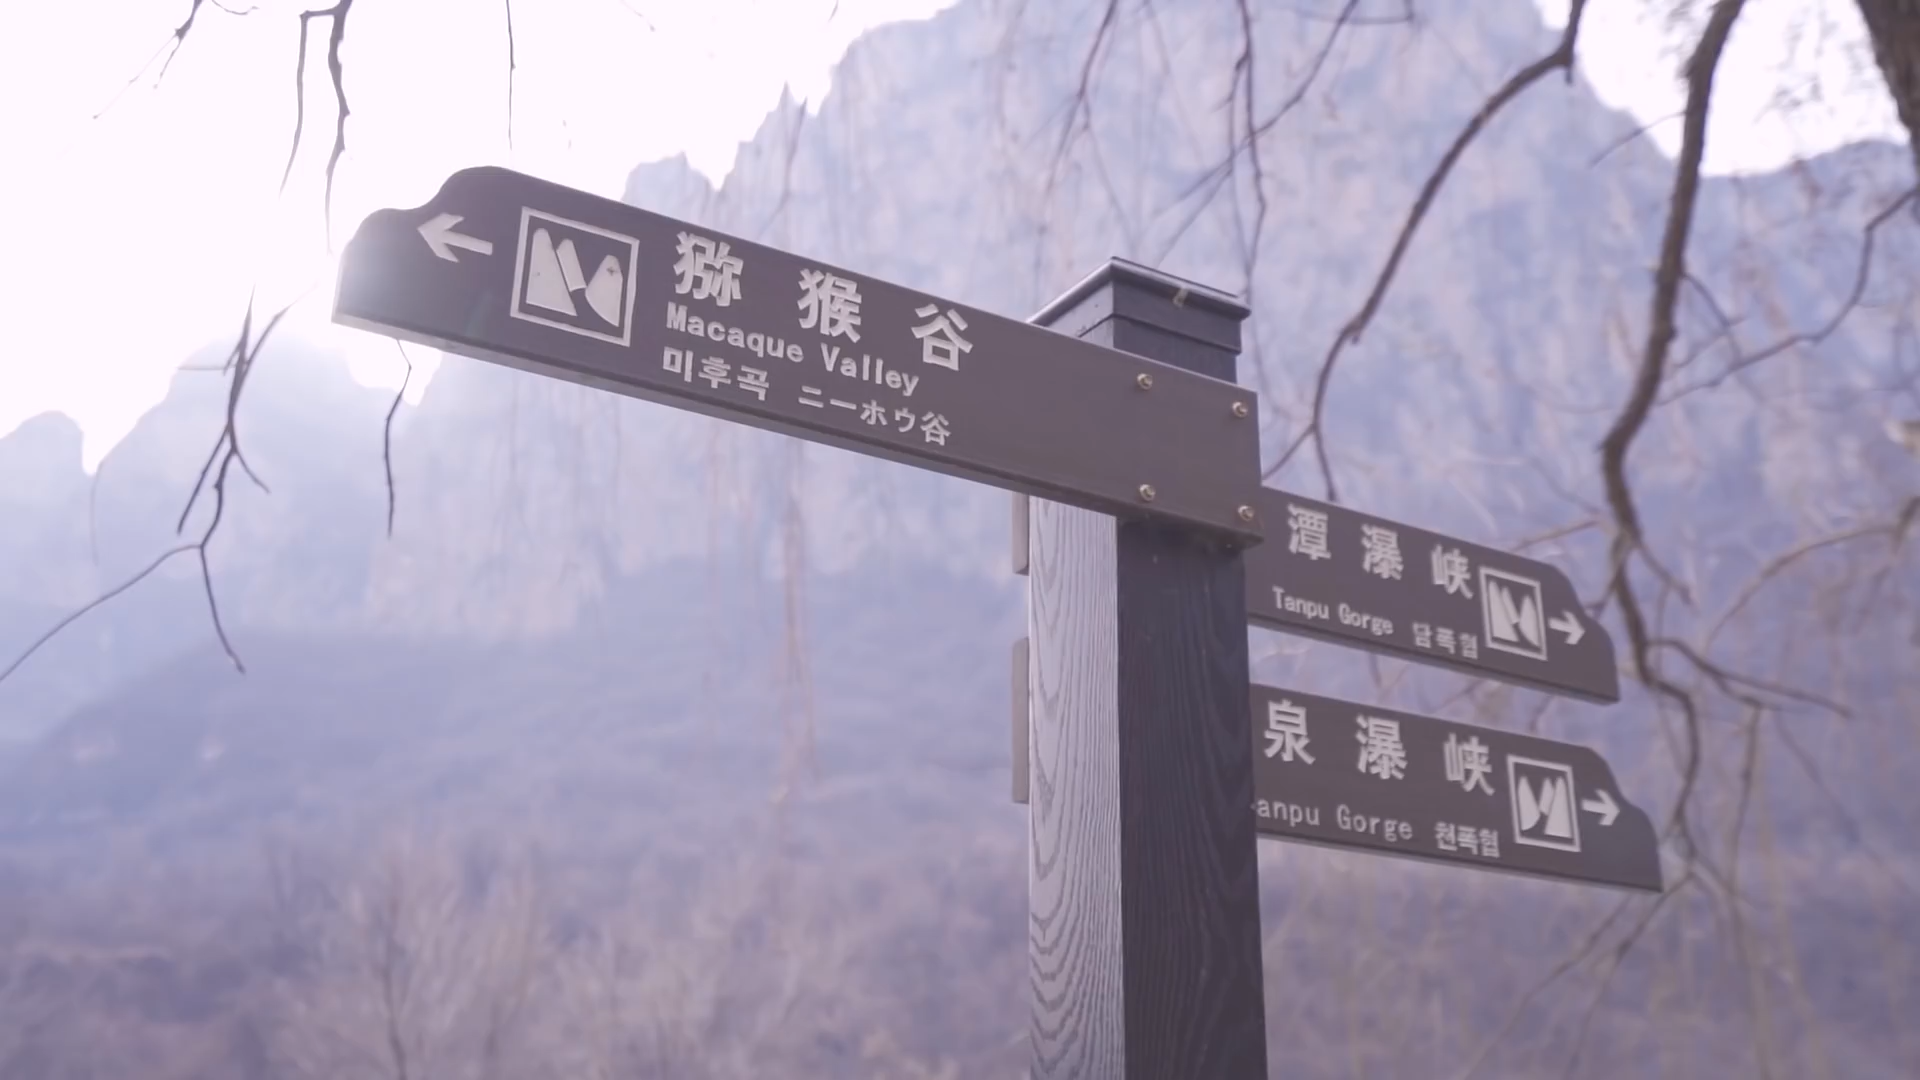 猕猴谷
Macaque Valley
미후곡 ニーホウ谷
潭瀑峡
Tanpu Gorge 담폭협
泉瀑峡
anpu Gorge 천폭협